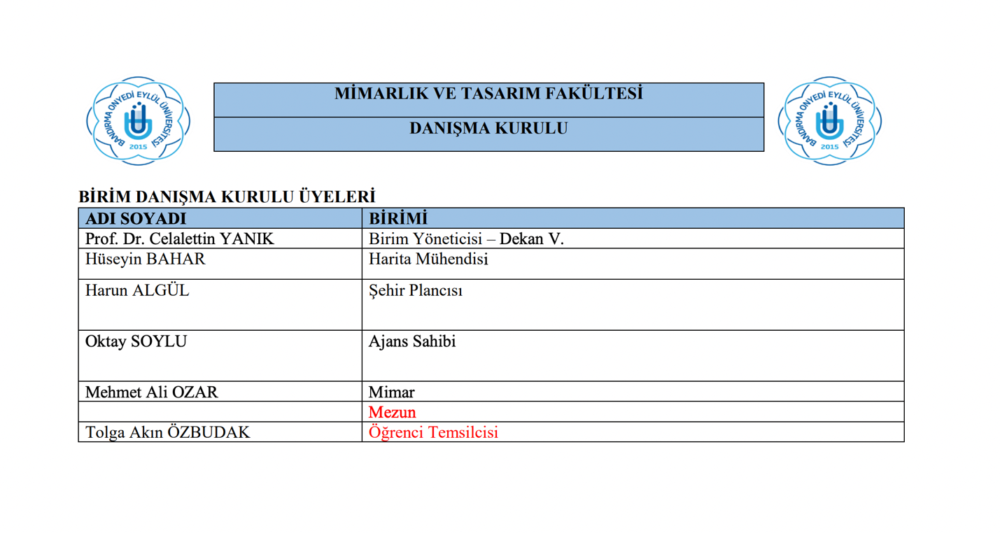 BANDIRMA ONYEDİ EYLÜL ÜNİVERSİTESİ
2015
MİMARLIK VE TASARIM FAKÜLTESİ
DANIŞMA KURULU
BANDIRMA ONYEDİ EYLÜL ÜNİVERSİTESİ
2015
BİRİM DANIŞMA KURULU ÜYELERİ
ADI SOYADI BİRİMİ
Prof. Dr. Celalettin YANIK Birim Yöneticisi – Dekan V.
Hüseyin BAHAR Harita Mühendisi
Harun ALGÜL Şehir Plancısı
Oktay SOYLU Ajans Sahibi
Mehmet Ali OZAR Mimar
Mezun
Tolga Akın ÖZBUDAK Öğrenci Temsilcisi